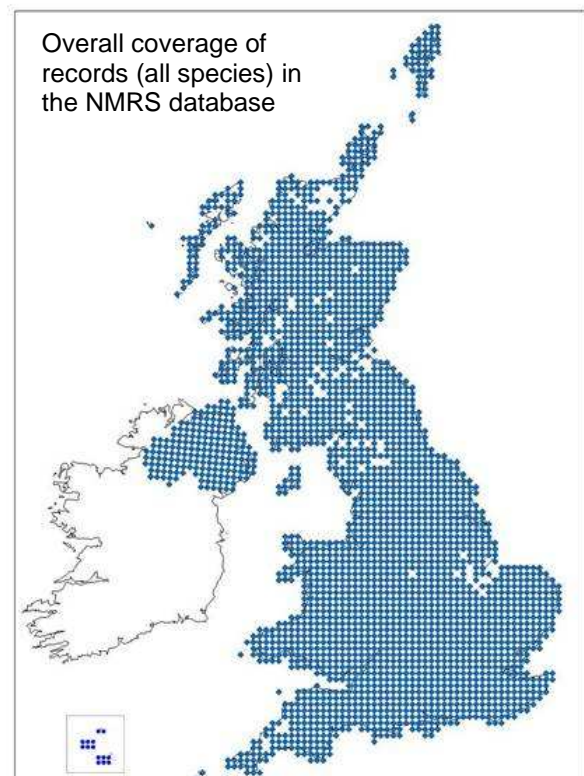 Overall coverage of
records (all species) in
the NMRS database